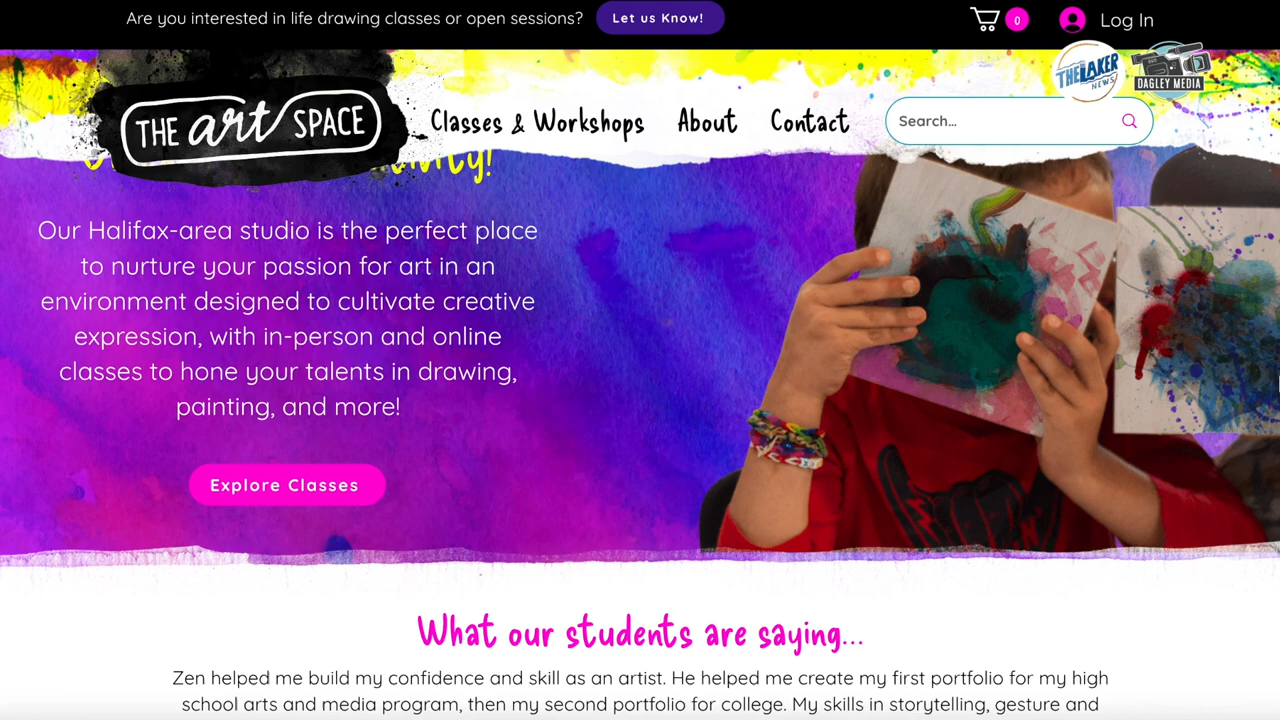 Are you interested in life drawing classes or open sessions?
Let us Know!
0
Log In
THE LAKER
NEWS
DAGLEY MEDIA
THE art SPACE
Classes & Workshops
About
Contact
Search...
Our Halifax-area studio is the perfect place
to nurture your passion for art in an
environment designed to cultivate creative
expression, with in-person and online
classes to hone your talents in drawing,
painting, and more!
Explore Classes
What our students are saying...
Zen helped me build my confidence and skill as an artist. He helped me create my first portfolio for my high
school arts and media program, then my second portfolio for college. My skills in storytelling, gesture and